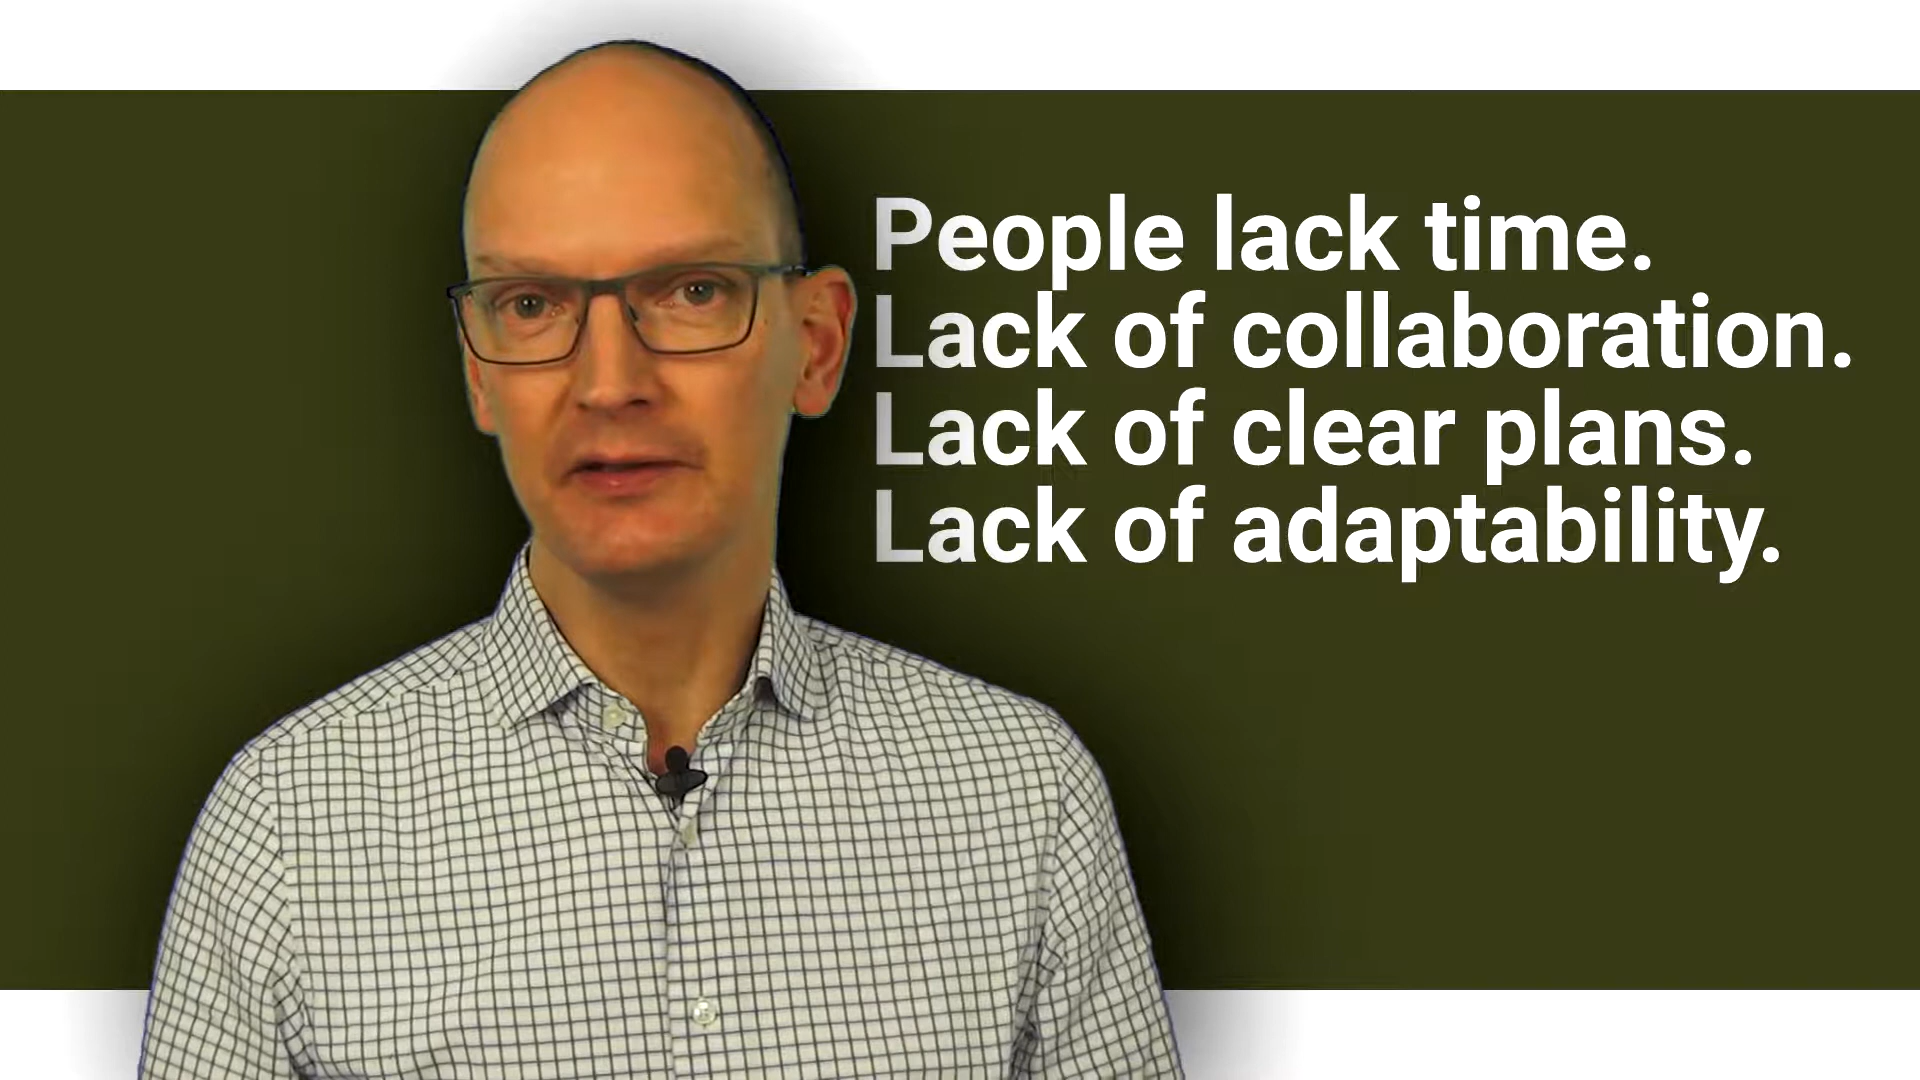 People lack time.
Lack of collaboration.
Lack of clear plans.
Lack of adaptability.